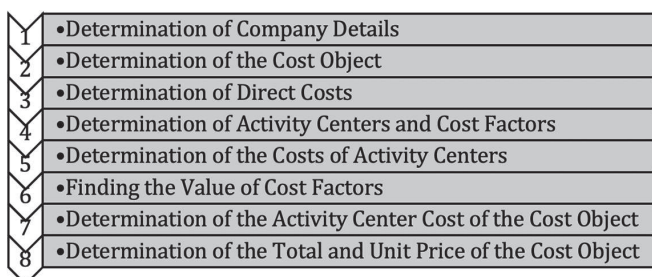 1 •Determination of Company Details
2 •Determination of the Cost Object
3 •Determination of Direct Costs
4 •Determination of Activity Centers and Cost Factors
5 •Determination of the Costs of Activity Centers
6 •Finding the Value of Cost Factors
7 •Determination of the Activity Center Cost of the Cost Object
8 •Determination of the Total and Unit Price of the Cost Object